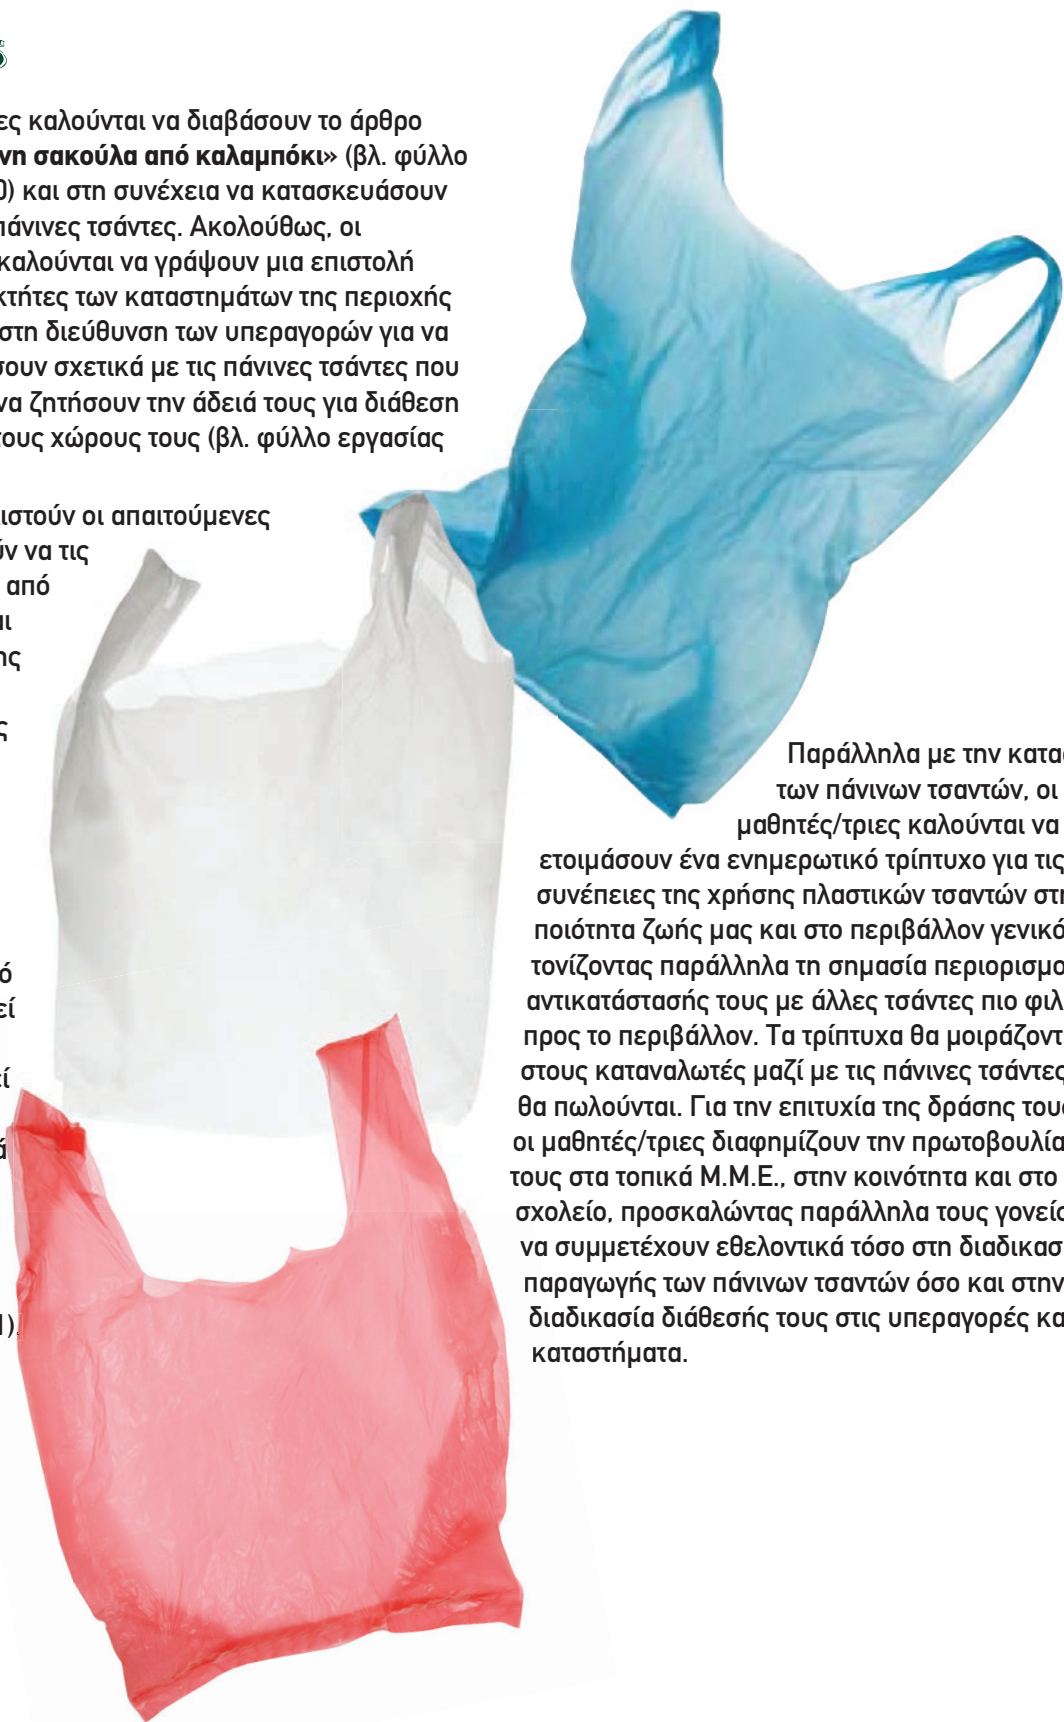 ες καλούνται να διαβάσουν το άρθρο
νη σακούλα από καλαμπόκι» (βλ. φύλλο
0) και στη συνέχεια να κατασκευάσουν
πάνινες τσάντες. Ακολούθως, οι
καλούνται να γράψουν μια επιστολή
κτήτες των καταστημάτων της περιοχής
στη διεύθυνση των υπεραγορών για να
σουν σχετικά με τις πάνινες τσάντες που
να ζητήσουν την άδειά τους για διάθεση
τους χώρους τους (βλ. φύλλο εργασίας
ιστούν οι απαιτούμενες
ύν να τις
από
αι
ης
ς
ό
εί
εί
ά
1),
Παράλληλα με την κατασ
των πάνινων τσαντών, οι
μαθητές/τριες καλούνται να
ετοιμάσουν ένα ενημερωτικό τρίπτυχο για τις
συνέπειες της χρήσης πλαστικών τσαντών στη
ποιότητα ζωής μας και στο περιβάλλον γενικό
τονίζοντας παράλληλα τη σημασία περιορισμο
αντικατάστασής τους με άλλες τσάντες πιο φιλ
προς το περιβάλλον. Τα τρίπτυχα θα μοιράζοντ
στους καταναλωτές μαζί με τις πάνινες τσάντες
θα πωλούνται. Για την επιτυχία της δράσης τους
οι μαθητές/τριες διαφημίζουν την πρωτοβουλία
τους στα τοπικά Μ.Μ.Ε., στην κοινότητα και στο
σχολείο, προσκαλώντας παράλληλα τους γονείς
να συμμετέχουν εθελοντικά τόσο στη διαδικασ
παραγωγής των πάνινων τσαντών όσο και στην
διαδικασία διάθεσής τους στις υπεραγορές κα
καταστήματα.